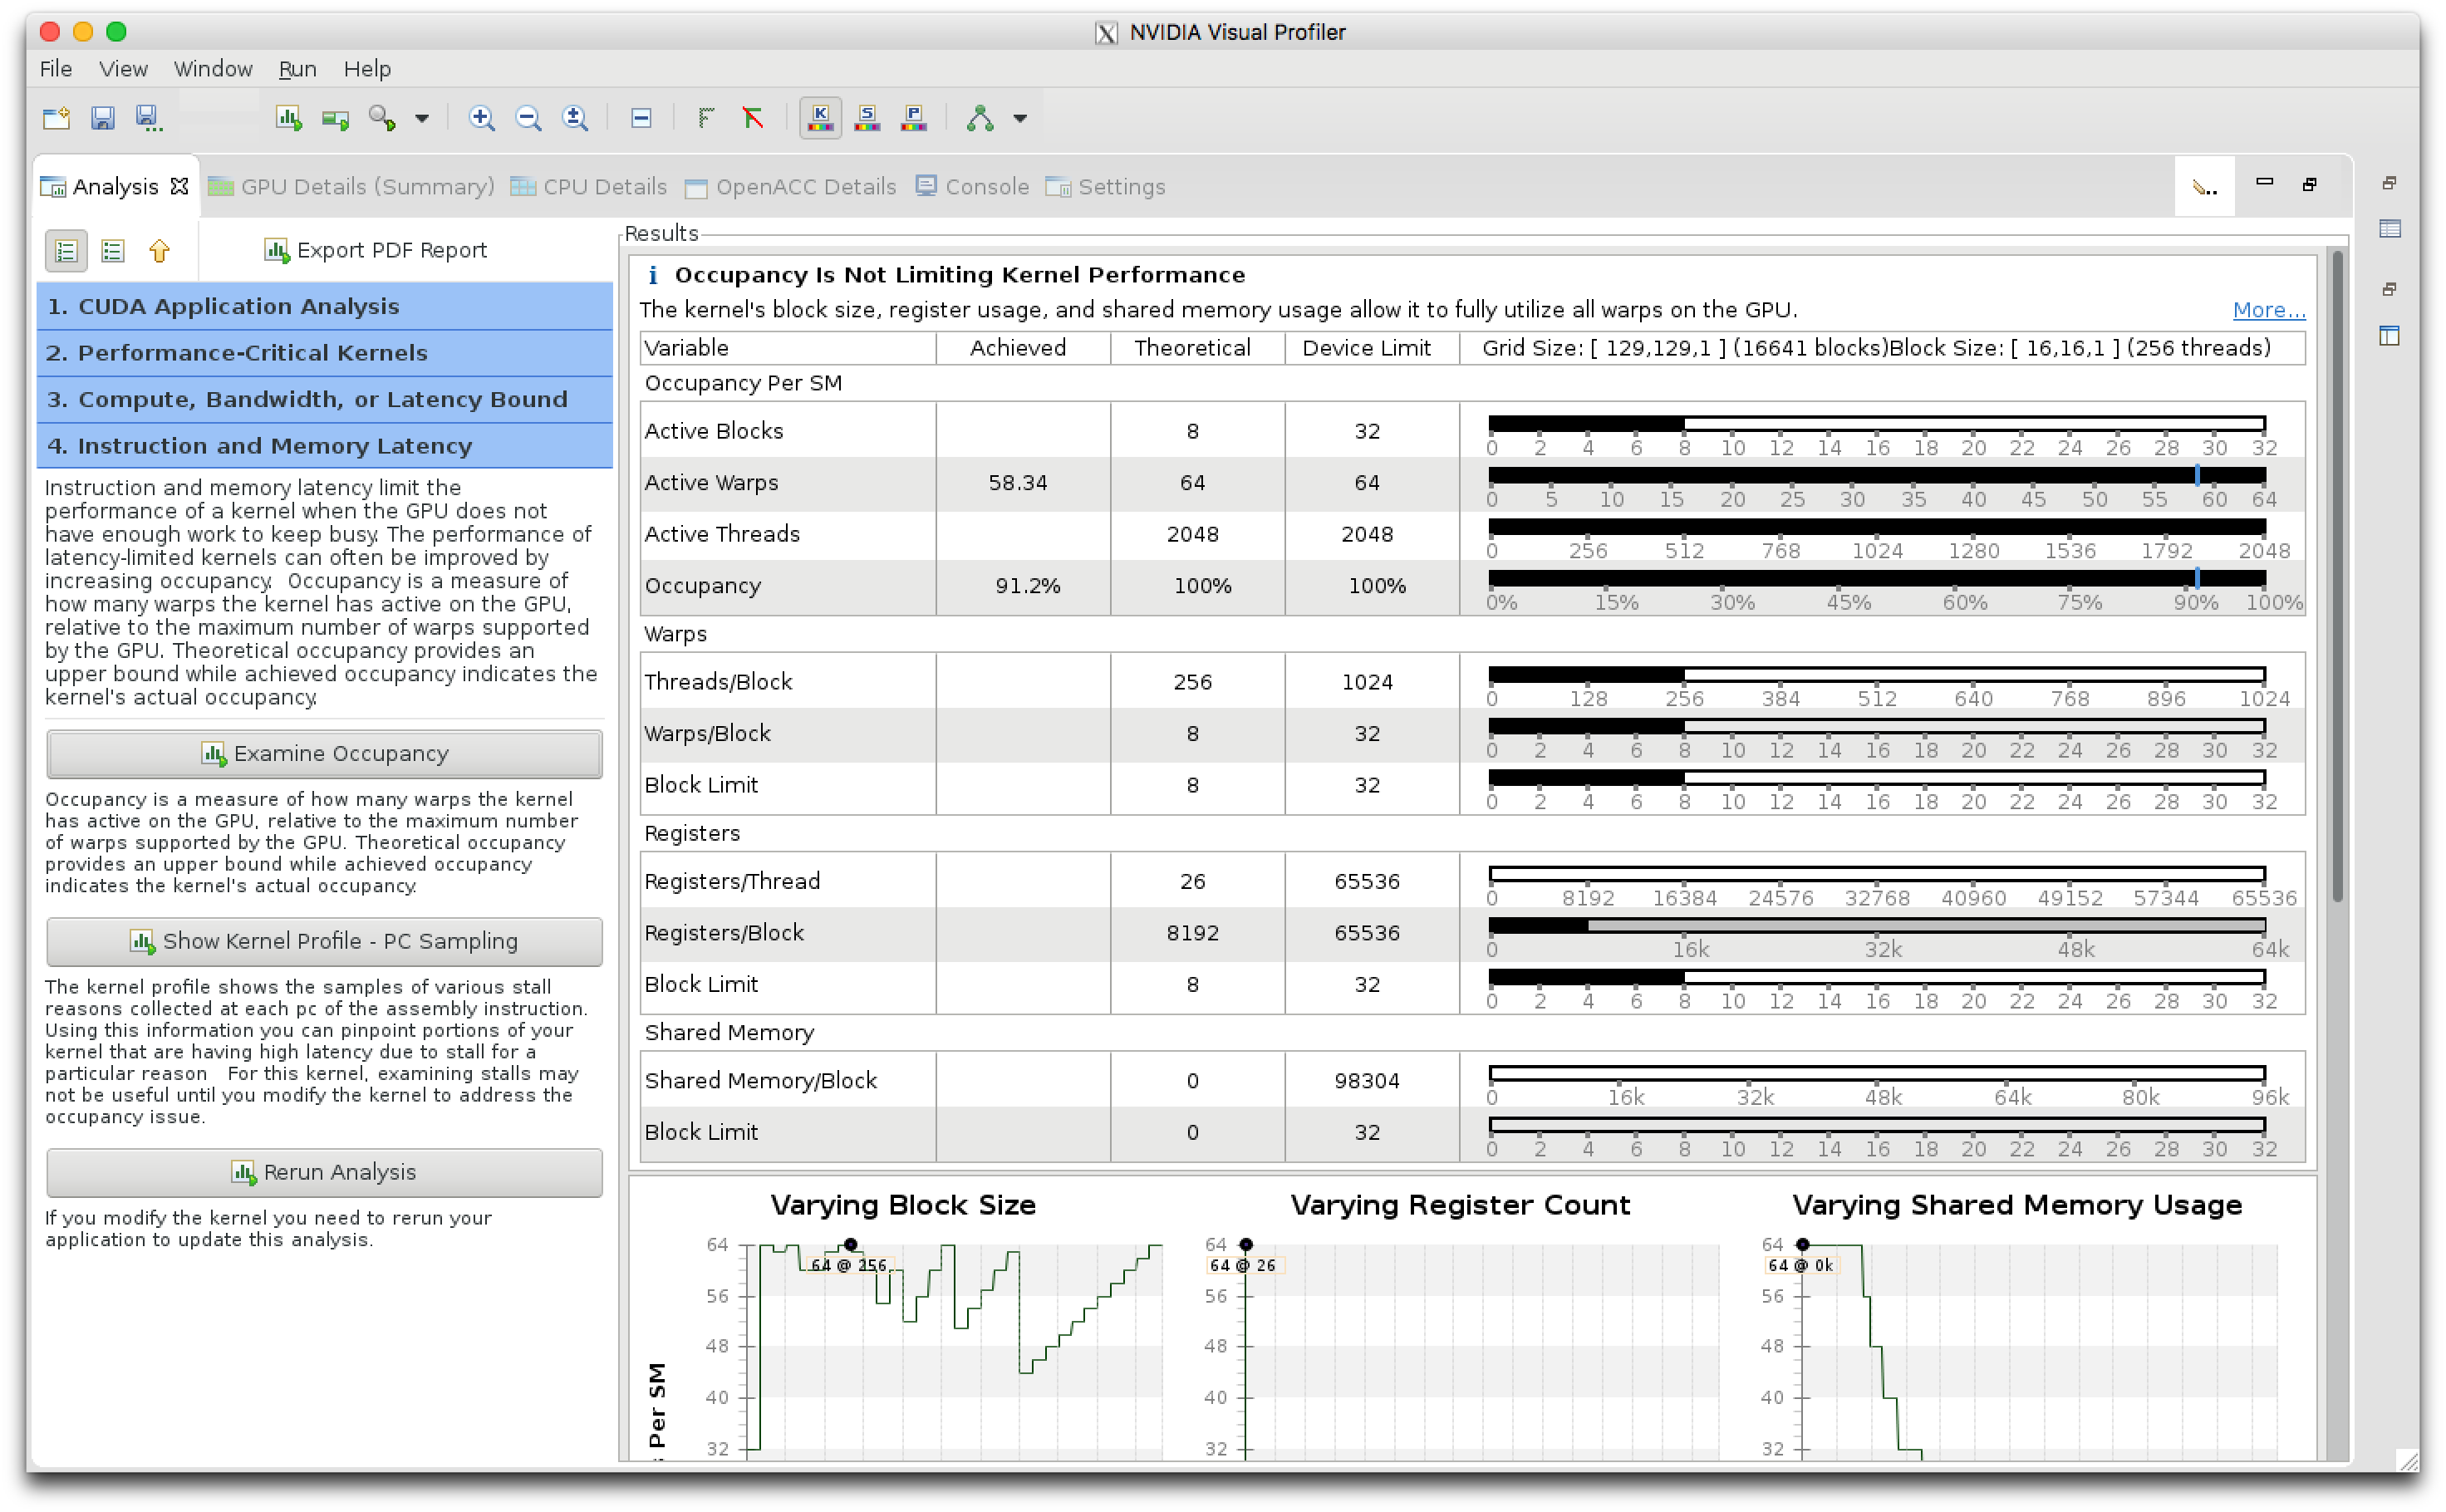 NVIDIA Visual Profiler
File View Window Run Help
Analysis GPU Details (Summary) CPU Details OpenACC Details Console Settings
Export PDF Report
1. CUDA Application Analysis
2. Performance-Critical Kernels
3. Compute, Bandwidth, or Latency Bound
4. Instruction and Memory Latency
Instruction and memory latency limit the
performance of a kernel when the GPU does not
have enough work to keep busy. The performance of
latency-limited kernels can often be improved by
increasing occupancy. Occupancy is a measure of
how many warps the kernel has active on the GPU,
relative to the maximum number of warps supported
by the GPU. Theoretical occupancy provides an
upper bound while achieved occupancy indicates the
kernel's actual occupancy.
Examine Occupancy
Occupancy is a measure of how many warps the kernel
has active on the GPU, relative to the maximum number
of warps supported by the GPU. Theoretical occupancy
provides an upper bound while achieved occupancy
indicates the kernel's actual occupancy.
Show Kernel Profile - PC Sampling
The kernel profile shows the samples of various stall
reasons collected at each pc of the assembly instruction.
Using this information you can pinpoint portions of your
kernel that are having high latency due to stall for a
particular reason For this kernel, examining stalls may
not be useful until you modify the kernel to address the
occupancy issue.
Rerun Analysis
If you modify the kernel you need to rerun your
application to update this analysis.
Results
i Occupancy Is Not Limiting Kernel Performance
The kernel's block size, register usage, and shared memory usage allow it to fully utilize all warps on the GPU. More...
Variable Achieved Theoretical Device Limit Grid Size: [ 129,129,1 ] (16641 blocks)Block Size: [ 16,16,1 ] (256 threads)
Occupancy Per SM
Active Blocks 8 32
0 2 4 6 8 10 12 14 16 18 20 22 24 26 28 30 32
Active Warps 58.34 64 64
0 5 10 15 20 25 30 35 40 45 50 55 60 64
Active Threads 2048 2048
0 256 512 768 1024 1280 1536 1792 2048
Occupancy 91.2% 100% 100%
0% 15% 30% 45% 60% 75% 90% 100%
Warps
Threads/Block 256 1024
0 128 256 384 512 640 768 896 1024
Warps/Block 8 32
0 2 4 6 8 10 12 14 16 18 20 22 24 26 28 30 32
Block Limit 8 32
0 2 4 6 8 10 12 14 16 18 20 22 24 26 28 30 32
Registers
Registers/Thread 26 65536
0 8192 16384 24576 32768 40960 49152 57344 65536
Registers/Block 8192 65536
0 16k 32k 48k 64k
Block Limit 8 32
0 2 4 6 8 10 12 14 16 18 20 22 24 26 28 30 32
Shared Memory
Shared Memory/Block 0 98304
0 16k 32k 48k 64k 80k 96k
Block Limit 0 32
0 2 4 6 8 10 12 14 16 18 20 22 24 26 28 30 32
Varying Block Size
64
56
48
40
32
64 @ 256
Per SM
Varying Register Count
64
56
48
40
32
64 @ 26
Varying Shared Memory Usage
64
56
48
40
32
64 @ 0k